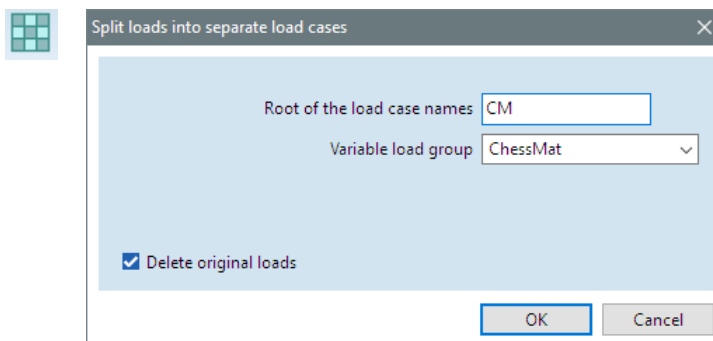 Split loads into separate load cases
Root of the load case names CM
Variable load group ChessMat
Delete original loads
OK Cancel